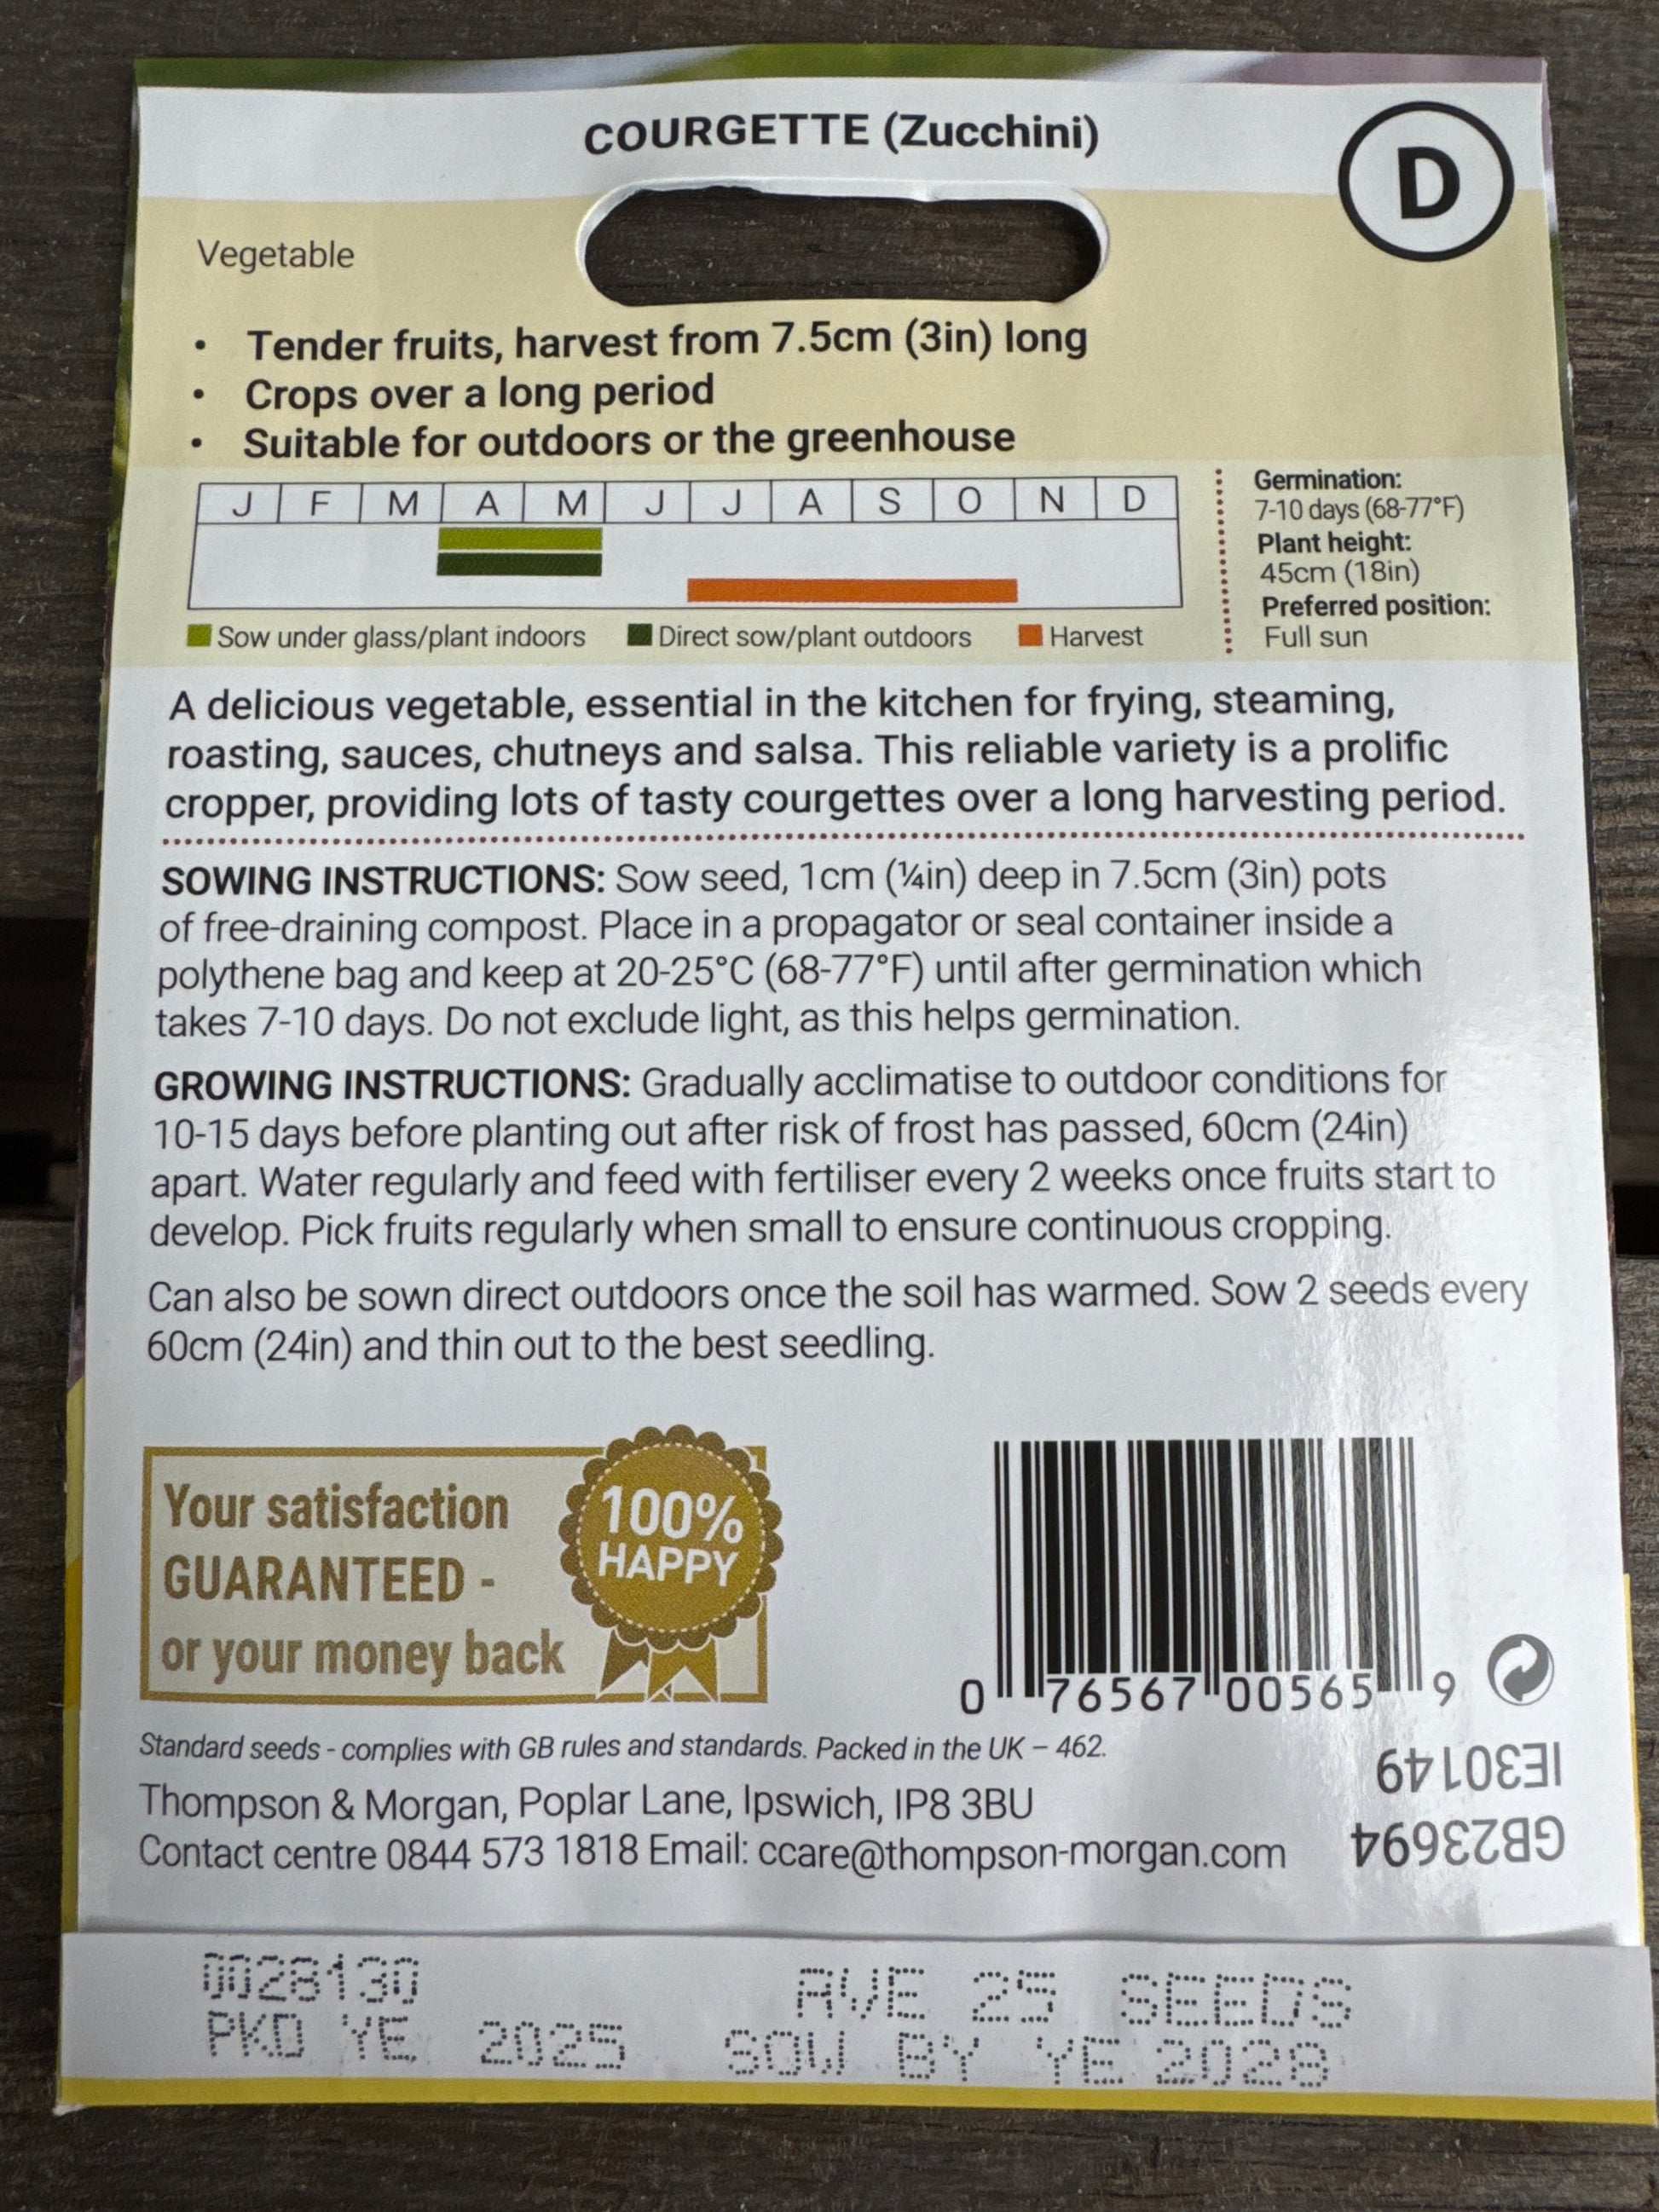 COURGETTE (Zucchini)
D
Vegetable
• Tender fruits, harvest from 7.5cm (3in) long
• Crops over a long period
• Suitable for outdoors or the greenhouse
J F M A M J J A S O N D
Sow under glass/plant indoors Direct sow/plant outdoors Harvest
Germination:
7-10 days (68-77°F)
Plant height:
45cm (18in)
Preferred position:
Full sun
A delicious vegetable, essential in the kitchen for frying, steaming,
roasting, sauces, chutneys and salsa. This reliable variety is a prolific
cropper, providing lots of tasty courgettes over a long harvesting period.
SOWING INSTRUCTIONS: Sow seed, 1cm (¼in) deep in 7.5cm (3in) pots
of free-draining compost. Place in a propagator or seal container inside a
polythene bag and keep at 20-25°C (68-77°F) until after germination which
takes 7-10 days. Do not exclude light, as this helps germination.
GROWING INSTRUCTIONS: Gradually acclimatise to outdoor conditions for
10-15 days before planting out after risk of frost has passed, 60cm (24in)
apart. Water regularly and feed with fertiliser every 2 weeks once fruits start to
develop. Pick fruits regularly when small to ensure continuous cropping.
Can also be sown direct outdoors once the soil has warmed. Sow 2 seeds every
60cm (24in) and thin out to the best seedling.
Your satisfaction
GUARANTEED -
or your money back
100%
HAPPY
0 76567 00565 9
Standard seeds - complies with GB rules and standards. Packed in the UK – 462.
Thompson & Morgan, Poplar Lane, Ipswich, IP8 3BU
Contact centre 0844 573 1818 Email: ccare@thompson-morgan.com
GB23694
IE30149
0028130
PKD YE 2025
AVE 25 SEEDS
SOW BY YE 2028